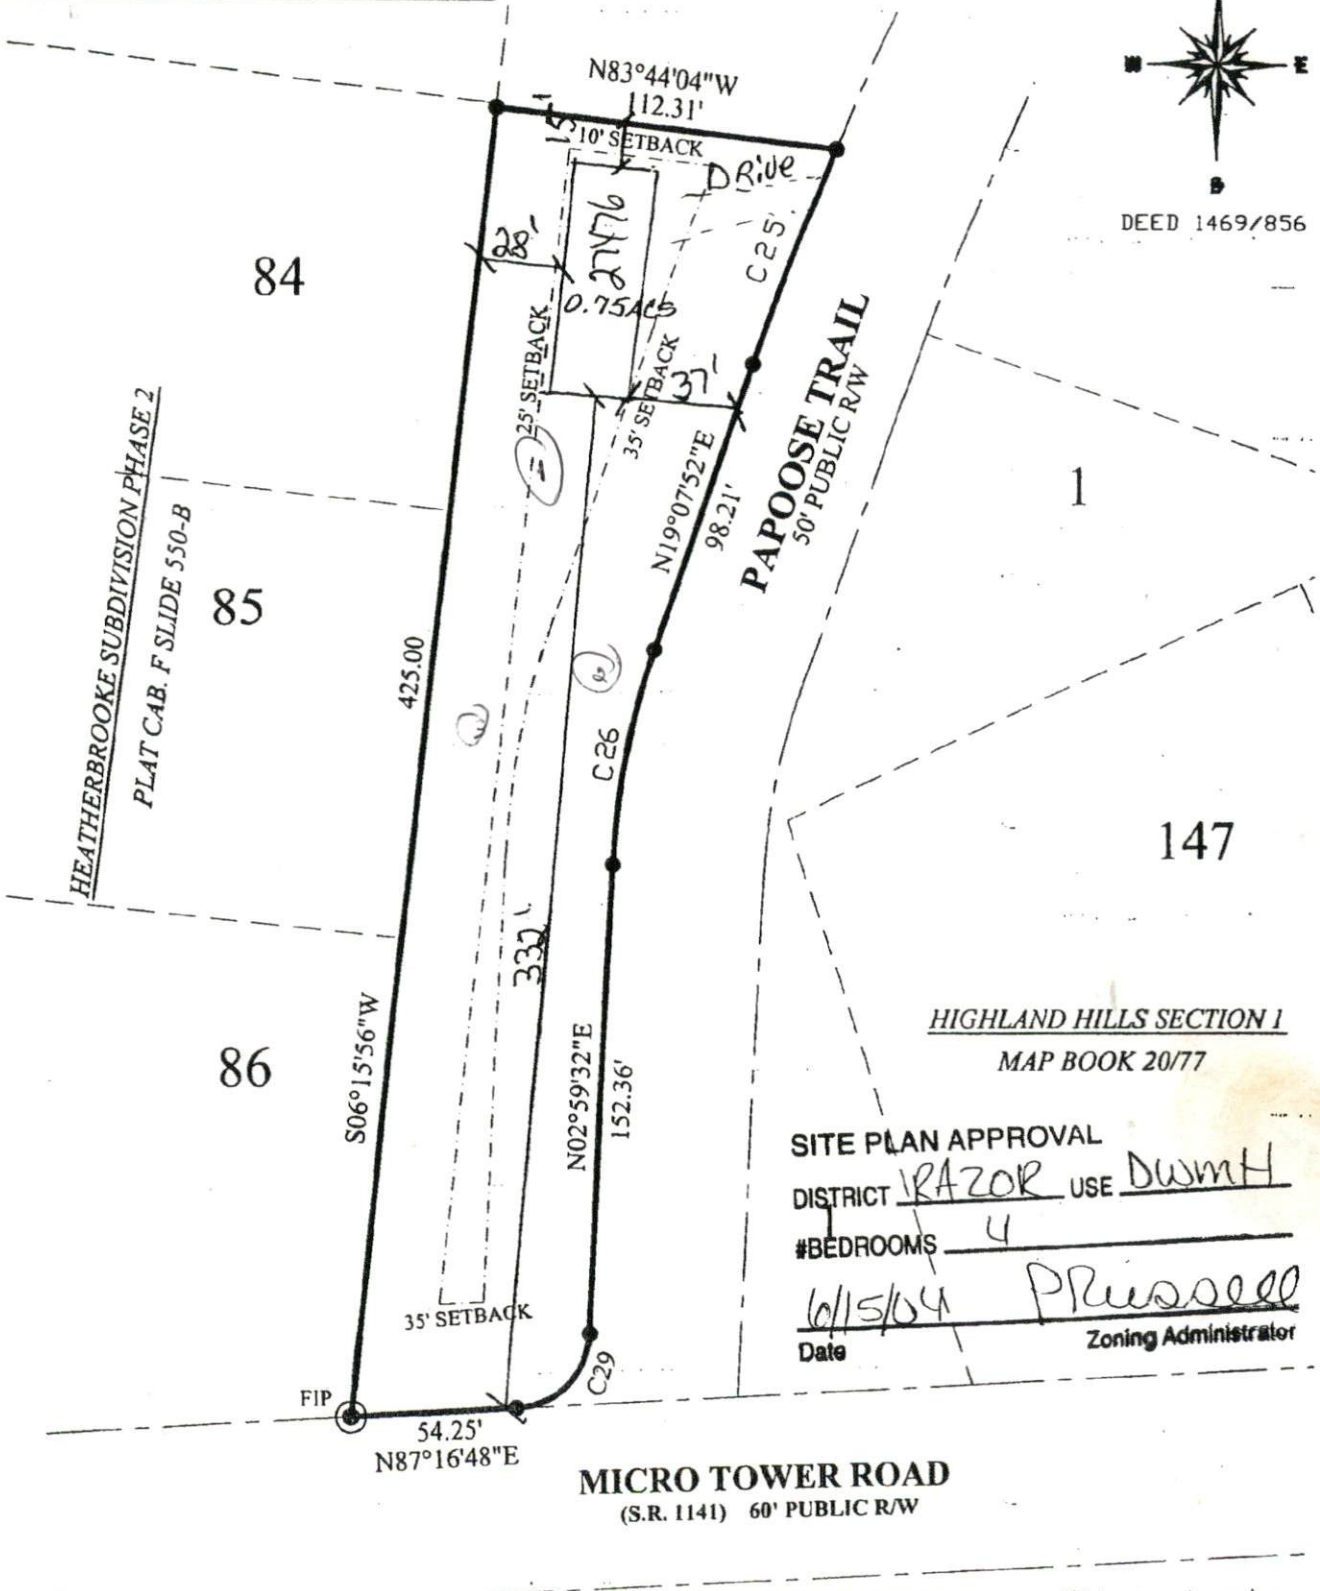 N83°44'04"W
112.31'
15'
10' SETBACK
DRive
W
E
S
DEED 1469/856
84
28'
27476
0.75ACS
C25
25' SETBACK
35' SETBACK
37'
PAPOOSE TRAIL
50' PUBLIC R/W
N19°07'52"E
98.21'
1
HEATHERBROOKE SUBDIVISION PHASE 2
PLAT CAB. F SLIDE 550-B
85
425.00
C26
147
332'
HIGHLAND HILLS SECTION 1
MAP BOOK 20/77
86
S06°15'56"W
N02°59'32"E
152.36'
SITE PLAN APPROVAL
DISTRICT RA20R USE DWMH
#BEDROOMS 4
6/15/04 PRussell
Date Zoning Administrator
35' SETBACK
C29
FIP
54.25'
N87°16'48"E
MICRO TOWER ROAD
(S.R. 1141) 60' PUBLIC R/W